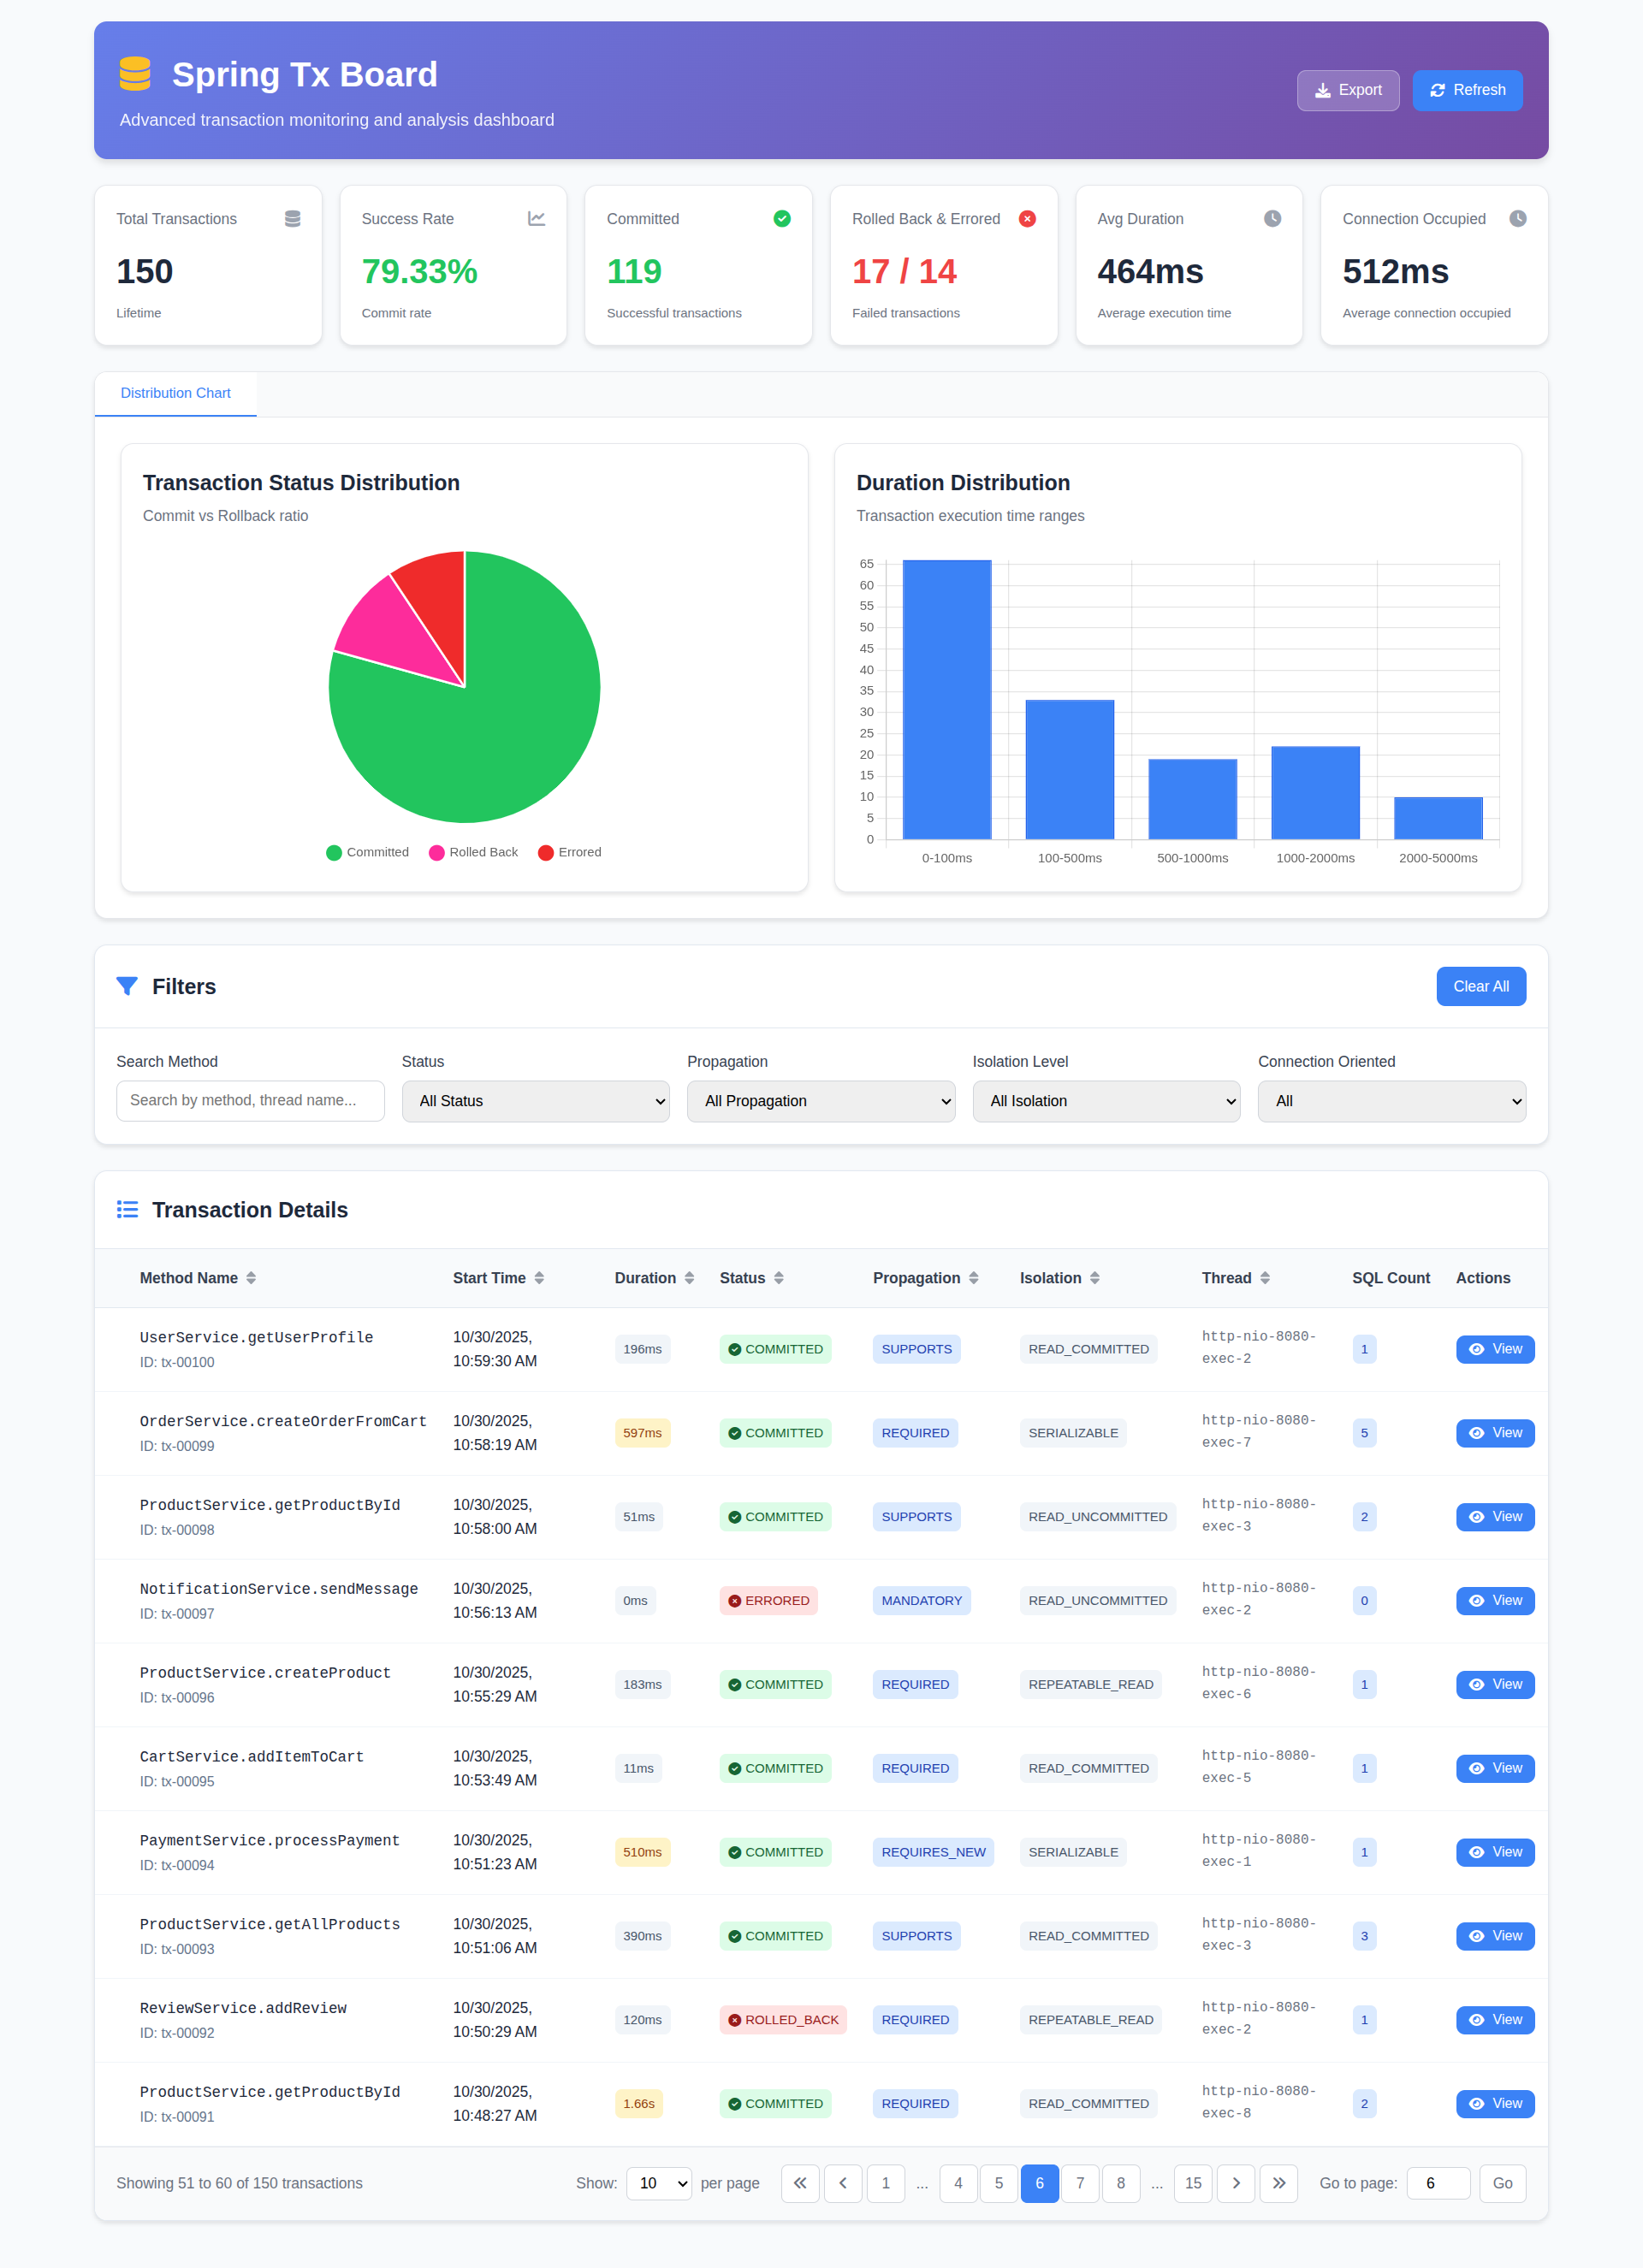 Spring Tx Board
Advanced transaction monitoring and analysis dashboard
Export
Refresh
Total Transactions
150
Lifetime
Success Rate
79.33%
Commit rate
Committed
119
Successful transactions
Rolled Back & Errored
17 / 14
Failed transactions
Avg Duration
464ms
Average execution time
Connection Occupied
512ms
Average connection occupied
Distribution Chart
Transaction Status Distribution
Commit vs Rollback ratio
Committed
Rolled Back
Errored
Duration Distribution
Transaction execution time ranges
65
60
55
50
45
40
35
30
25
20
15
10
5
0
0-100ms
100-500ms
500-1000ms
1000-2000ms
2000-5000ms
Filters
Clear All
Search Method
Search by method, thread name...
Status
All Status
Propagation
All Propagation
Isolation Level
All Isolation
Connection Oriented
All
Transaction Details
Method Name Start Time Duration Status Propagation Isolation Thread SQL Count Actions
UserService.getUserProfile
ID: tx-00100
10/30/2025,
10:59:30 AM
196ms
COMMITTED
SUPPORTS
READ_COMMITTED
http-nio-8080-
exec-2
1
View
OrderService.createOrderFromCart
ID: tx-00099
10/30/2025,
10:58:19 AM
597ms
COMMITTED
REQUIRED
SERIALIZABLE
http-nio-8080-
exec-7
5
View
ProductService.getProductById
ID: tx-00098
10/30/2025,
10:58:00 AM
51ms
COMMITTED
SUPPORTS
READ_UNCOMMITTED
http-nio-8080-
exec-3
2
View
NotificationService.sendMessage
ID: tx-00097
10/30/2025,
10:56:13 AM
0ms
ERRORED
MANDATORY
READ_UNCOMMITTED
http-nio-8080-
exec-2
0
View
ProductService.createProduct
ID: tx-00096
10/30/2025,
10:55:29 AM
183ms
COMMITTED
REQUIRED
REPEATABLE_READ
http-nio-8080-
exec-6
1
View
CartService.addItemToCart
ID: tx-00095
10/30/2025,
10:53:49 AM
11ms
COMMITTED
REQUIRED
READ_COMMITTED
http-nio-8080-
exec-5
1
View
PaymentService.processPayment
ID: tx-00094
10/30/2025,
10:51:23 AM
510ms
COMMITTED
REQUIRES_NEW
SERIALIZABLE
http-nio-8080-
exec-1
1
View
ProductService.getAllProducts
ID: tx-00093
10/30/2025,
10:51:06 AM
390ms
COMMITTED
SUPPORTS
READ_COMMITTED
http-nio-8080-
exec-3
3
View
ReviewService.addReview
ID: tx-00092
10/30/2025,
10:50:29 AM
120ms
ROLLED_BACK
REQUIRED
REPEATABLE_READ
http-nio-8080-
exec-2
1
View
ProductService.getProductById
ID: tx-00091
10/30/2025,
10:48:27 AM
1.66s
COMMITTED
REQUIRED
READ_COMMITTED
http-nio-8080-
exec-8
2
View
Showing 51 to 60 of 150 transactions
Show: 10 per page
1 ... 4 5 6 7 8 ... 15
Go to page: 6 Go